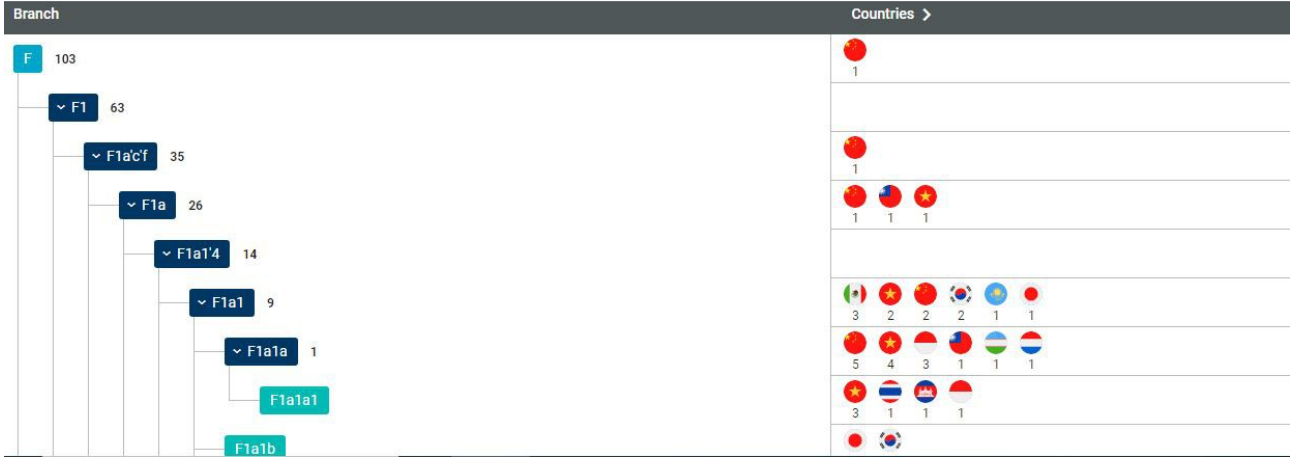 Branch Countries
F 103
1
F1 63
F1a'c'f 35
1
F1a 26
1 1 1
F1a1'4 14
F1a1 9
3 2 2 2 1 1
F1a1a 1
5 4 3 1 1 1
F1a1a1
3 1 1 1
F1a1b